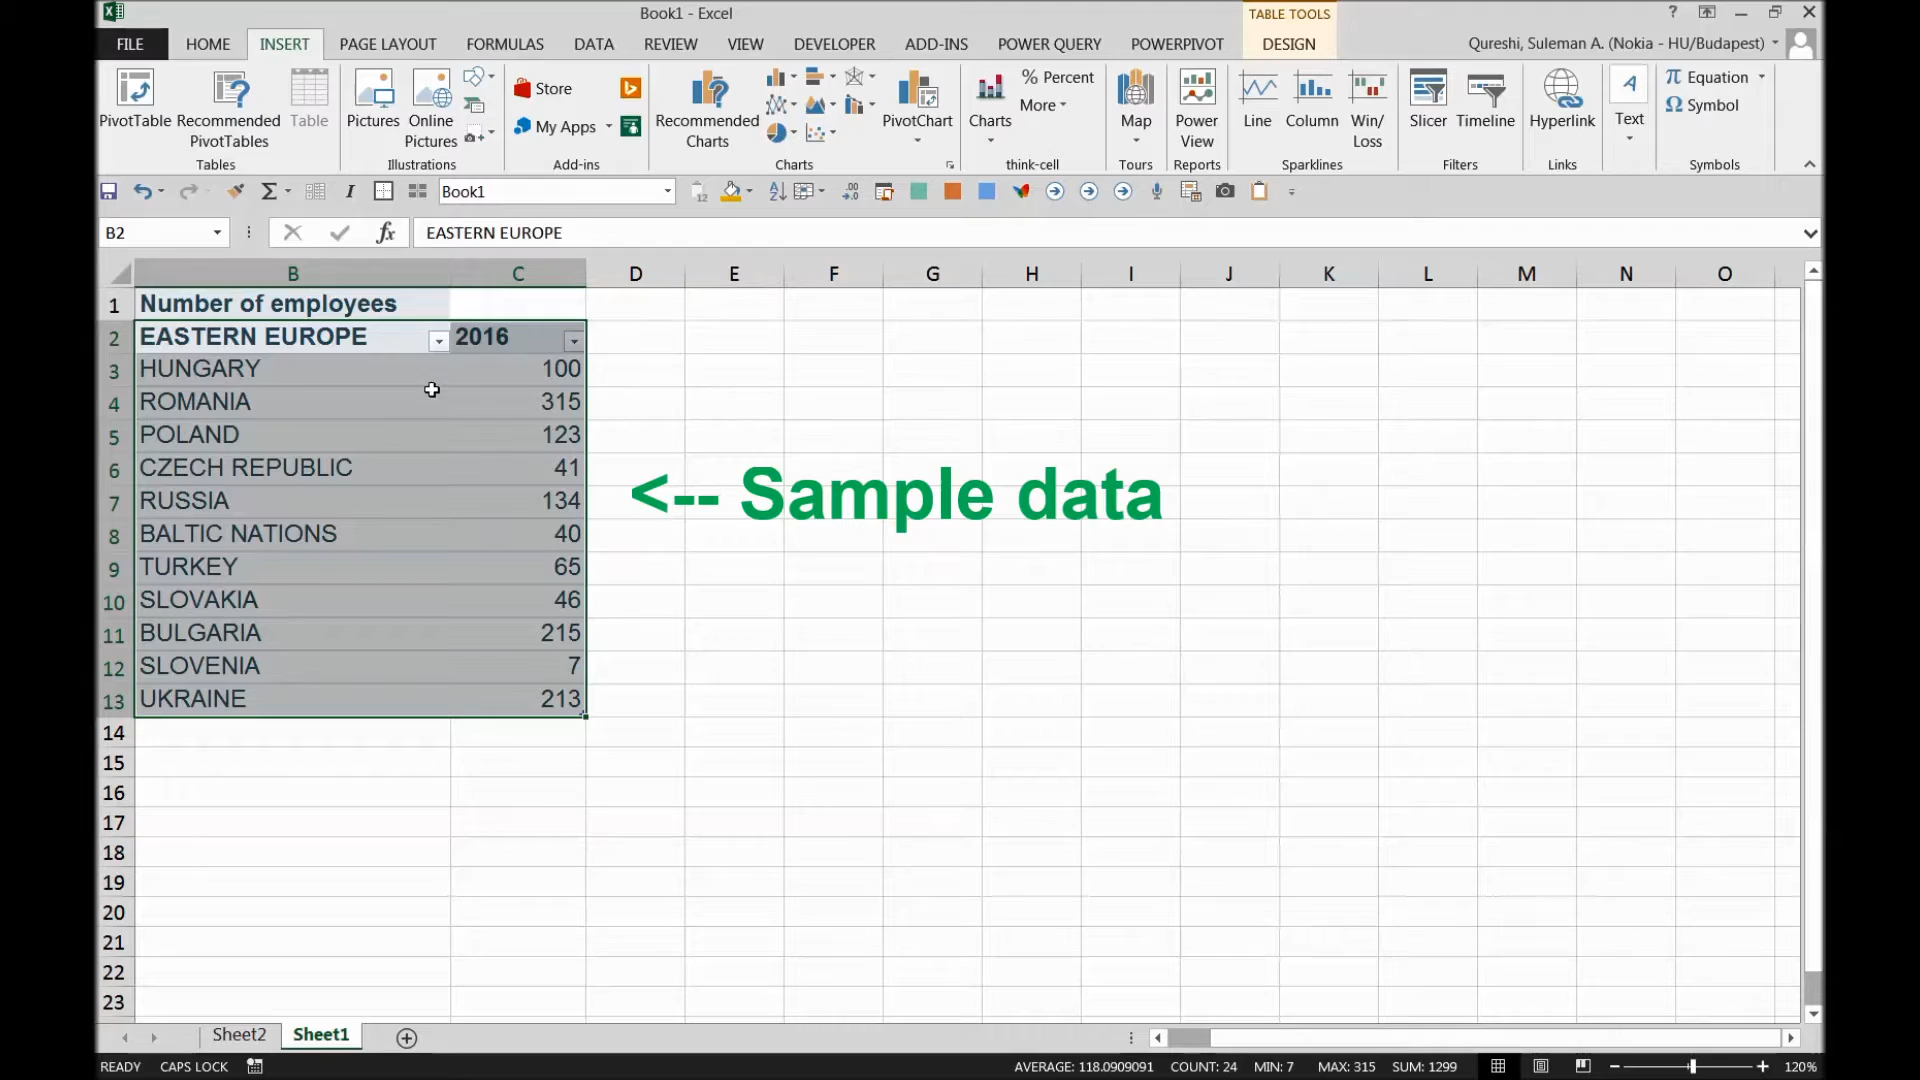 Book1 - Excel
TABLE TOOLS
?
FILE HOME INSERT PAGE LAYOUT FORMULAS DATA REVIEW VIEW DEVELOPER ADD-INS POWER QUERY POWERPIVOT DESIGN Qureshi, Suleman A. (Nokia - HU/Budapest)
PivotTable
Recommended PivotTables
Table
Tables
Pictures
Online Pictures
Illustrations
Store
My Apps
Add-ins
Recommended Charts
PivotChart
Charts
Charts
% Percent
More
think-cell
Map
Tours
Power View
Reports
Line
Column
Win/Loss
Sparklines
Slicer
Timeline
Filters
Hyperlink
Links
Text
π Equation
Ω Symbol
Symbols
Book1
B2 fx EASTERN EUROPE
B C D E F G H I J K L M N O
1 Number of employees
2 EASTERN EUROPE 2016
3 HUNGARY 100
4 ROMANIA 315
5 POLAND 123
6 CZECH REPUBLIC 41
7 RUSSIA 134
8 BALTIC NATIONS 40
9 TURKEY 65
10 SLOVAKIA 46
11 BULGARIA 215
12 SLOVENIA 7
13 UKRAINE 213
<-- Sample data
14
15
16
17
18
19
20
21
22
23
Sheet2 Sheet1
READY CAPS LOCK AVERAGE: 118.0909091 COUNT: 24 MIN: 7 MAX: 315 SUM: 1299 120%